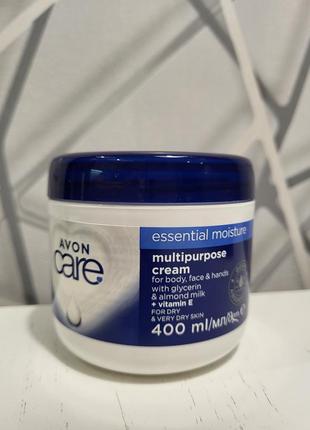 AVON
care
essential moisture
multipurpose
cream
for body, face & hands
with glycerin
& almond milk
+ vitamin E
FOR DRY
& VERY DRY SKIN
400 ml/мл/